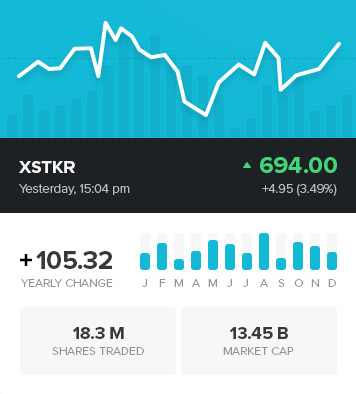 XSTKR
694.00
Yesterday, 15:04 pm
+4.95 (3.49%)
+105.32
YEARLY CHANGE
J F M A M J J A S O N D
18.3 M
SHARES TRADED
13.45 B
MARKET CAP